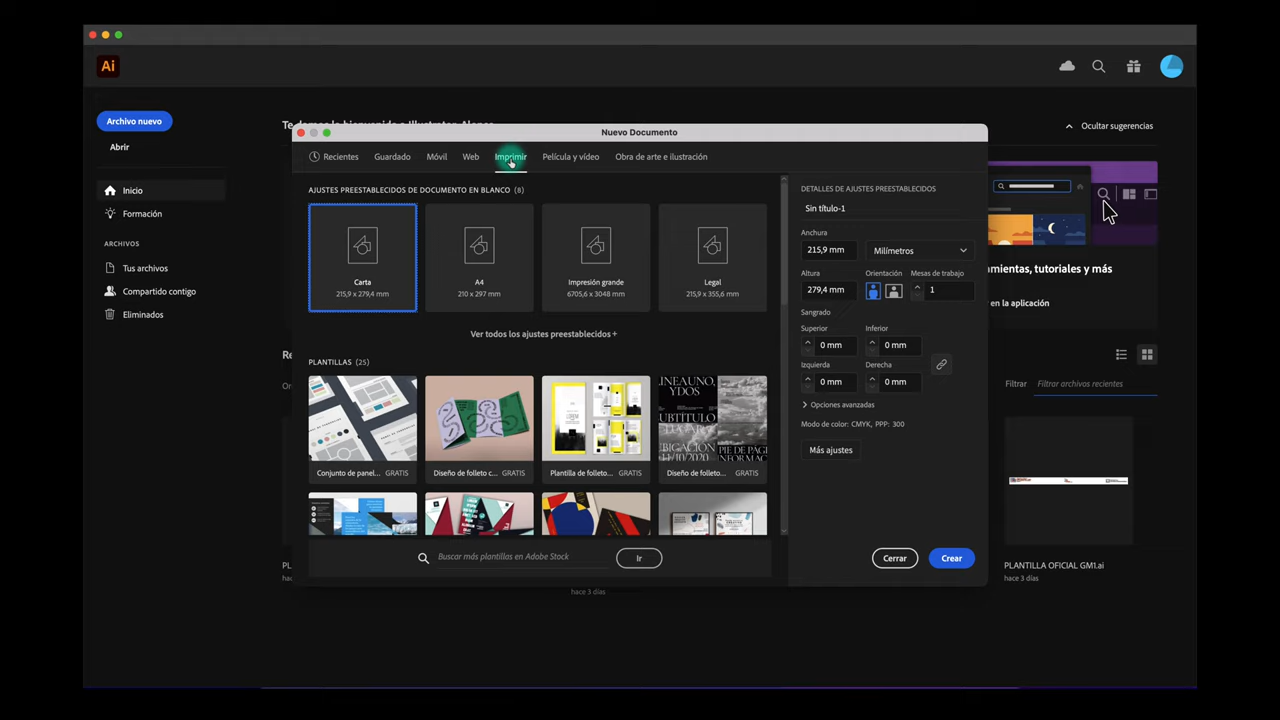 Ai
Archivo nuevo
Abrir
Inicio
Formación
ARCHIVOS
Tus archivos
Compartido contigo
Eliminados
Ocultar sugerencias
Nuevo Documento
Recientes
Guardado
Móvil
Web
Imprimir
Película y vídeo
Obra de arte e ilustración
AJUSTES PREESTABLECIDOS DE DOCUMENTO EN BLANCO (8)
Carta
215,9 x 279,4 mm
A4
210 x 297 mm
Impresión grande
6705,6 x 3048 mm
Legal
215,9 x 355,6 mm
Ver todos los ajustes preestablecidos +
PLANTILLAS (25)
LINEAUNO,
YDOS
SUBTÍTULO
Conjunto de panel... GRATIS
Diseño de folleto c... GRATIS
Plantilla de folleto... GRATIS
Diseño de folleto... GRATIS
Buscar más plantillas en Adobe Stock
Ir
DETALLES DE AJUSTES PREESTABLECIDOS
Sin título-1
Anchura
215,9 mm
Milímetros
Altura
Orientación
Mesas de trabajo
279,4 mm
1
Sangrado
Superior
Inferior
0 mm
0 mm
Izquierda
Derecha
0 mm
0 mm
Opciones avanzadas
Modo de color: CMYK, PPP: 300
Más ajustes
Cerrar
Crear
amientas, tutoriales y más
en la aplicación
Filtrar
Filtrar archivos recientes
PLANTILLA OFICIAL GM1.ai
hace 3 días
hace 3 días